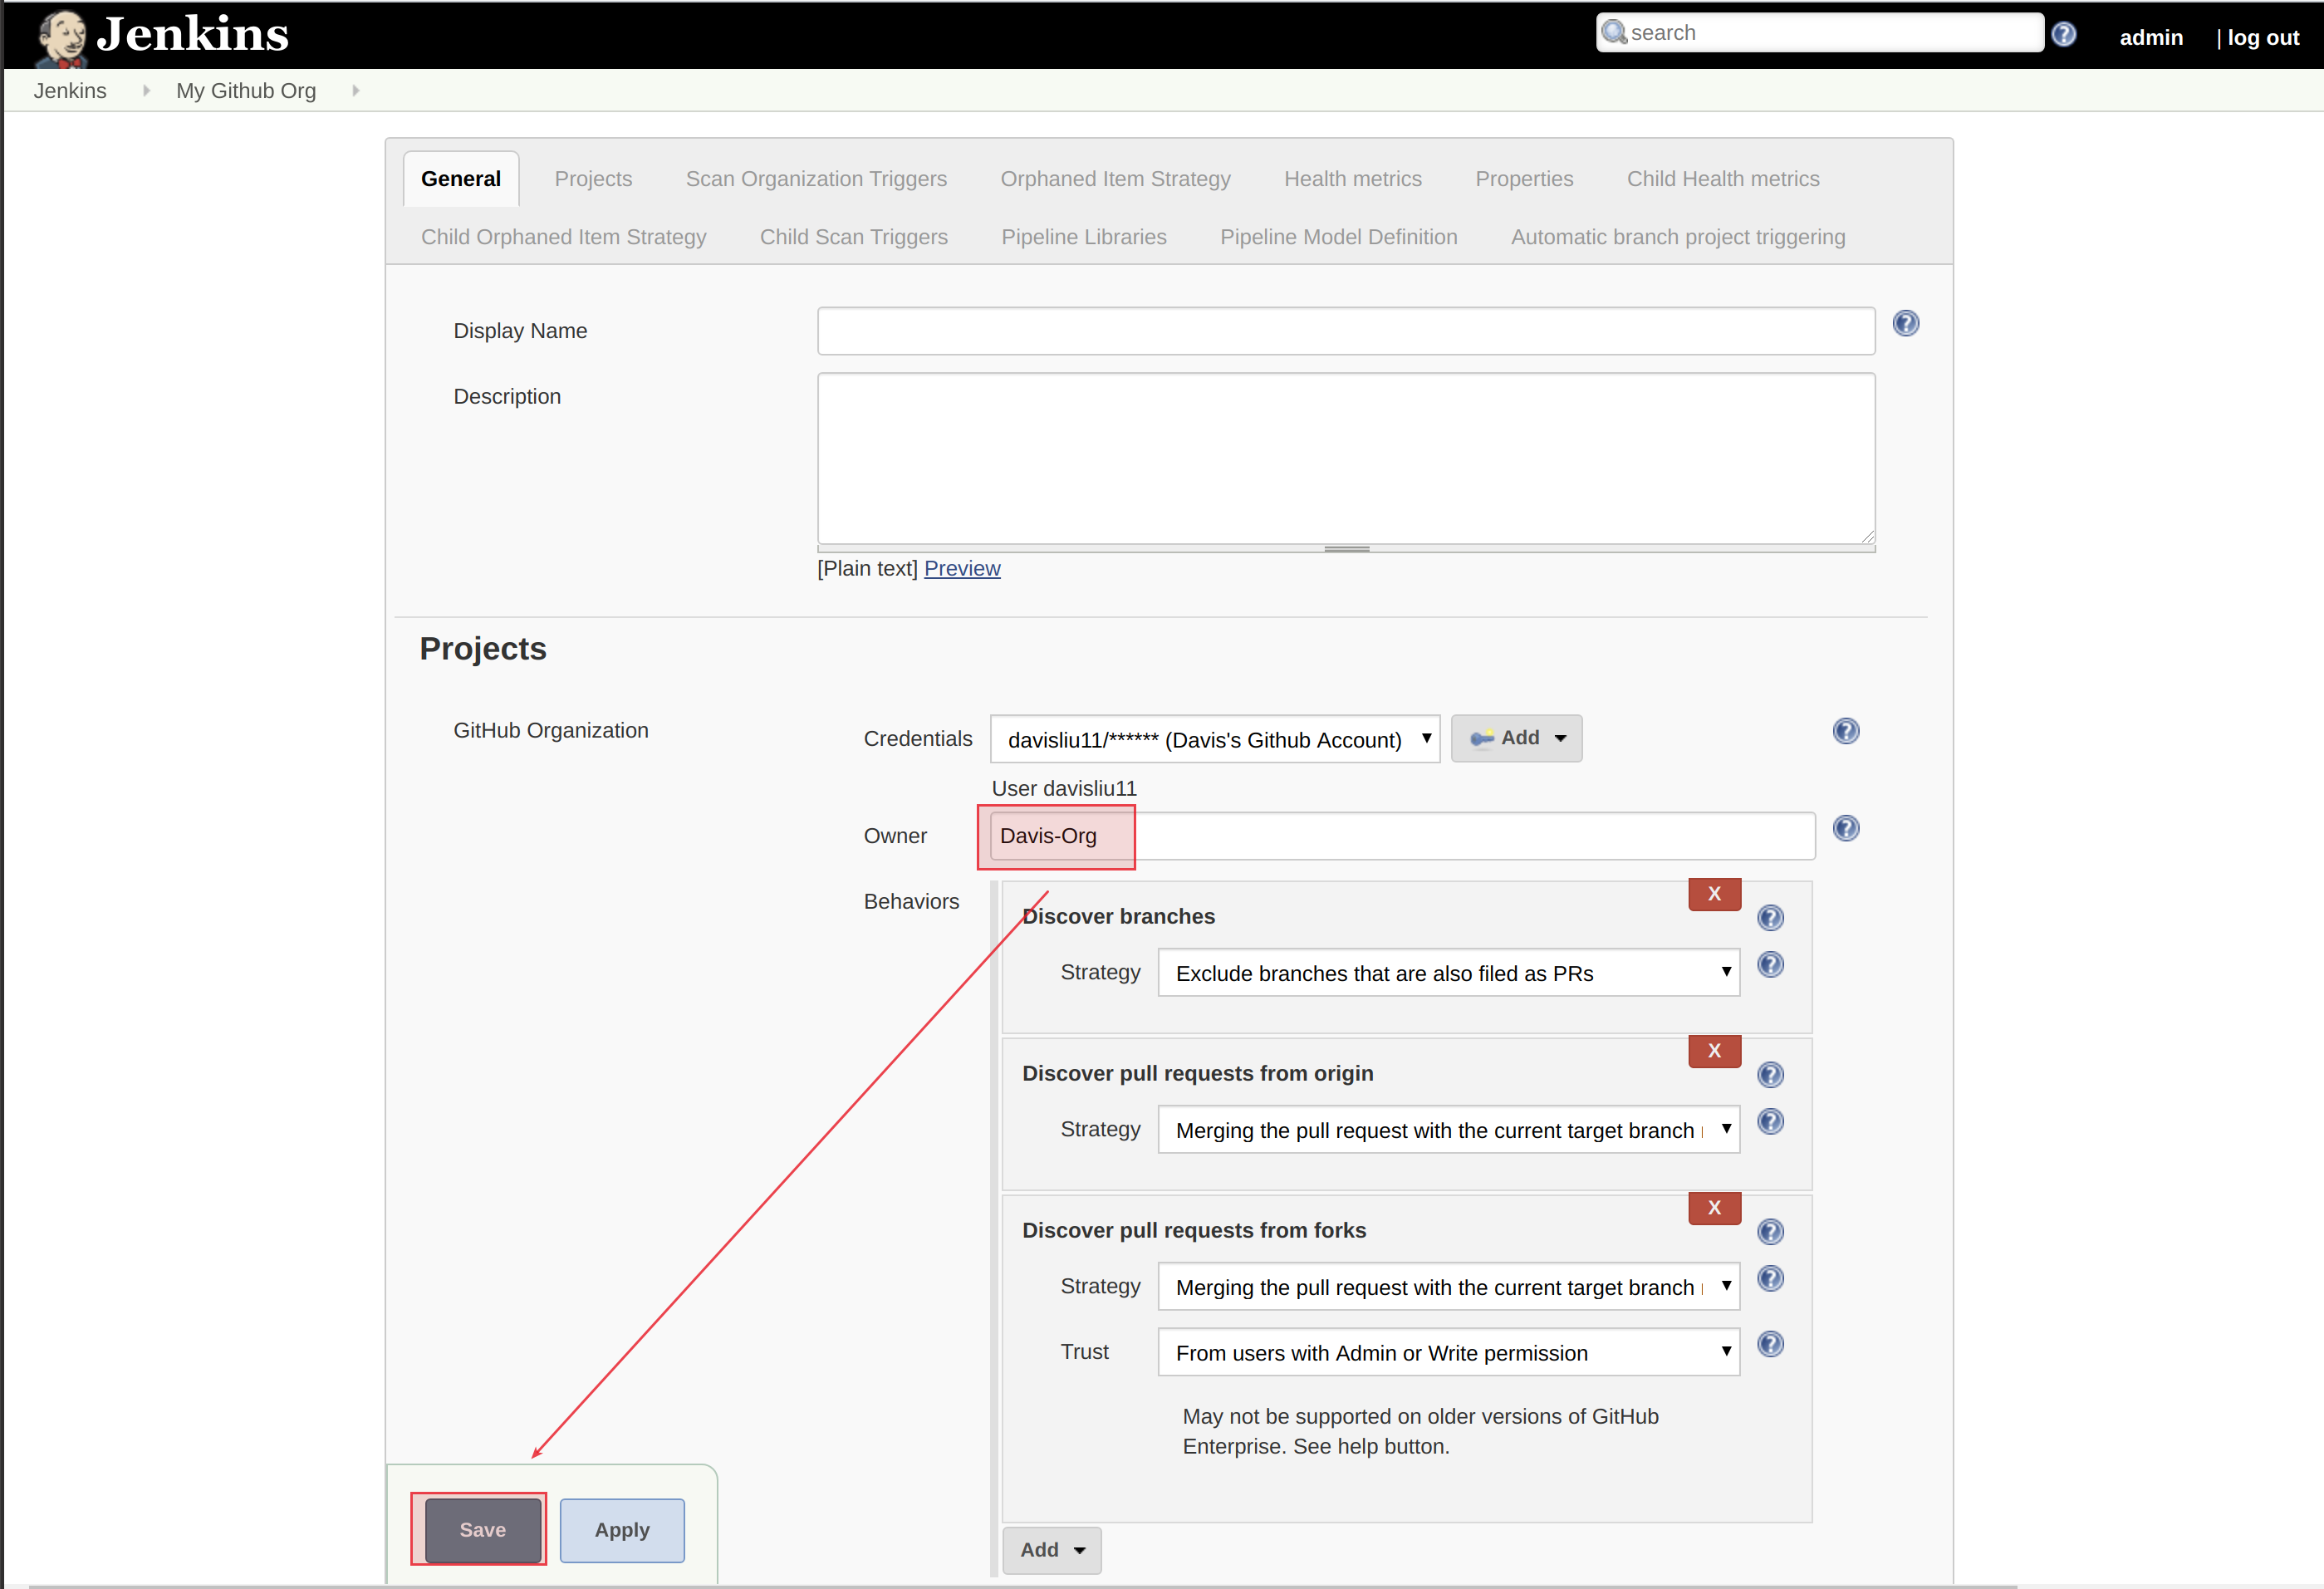 Jenkins
search
admin | log out
Jenkins My Github Org
General Projects Scan Organization Triggers Orphaned Item Strategy Health metrics Properties Child Health metrics
Child Orphaned Item Strategy Child Scan Triggers Pipeline Libraries Pipeline Model Definition Automatic branch project triggering
Display Name
Description
[Plain text] Preview
Projects
GitHub Organization
Credentials davisliu11/****** (Davis's Github Account) Add
User davisliu11
Owner Davis-Org
Behaviors
X
Discover branches
Strategy Exclude branches that are also filed as PRs
X
Discover pull requests from origin
Strategy Merging the pull request with the current target branch
X
Discover pull requests from forks
Strategy Merging the pull request with the current target branch
Trust From users with Admin or Write permission
May not be supported on older versions of GitHub
Enterprise. See help button.
Save Apply
Add